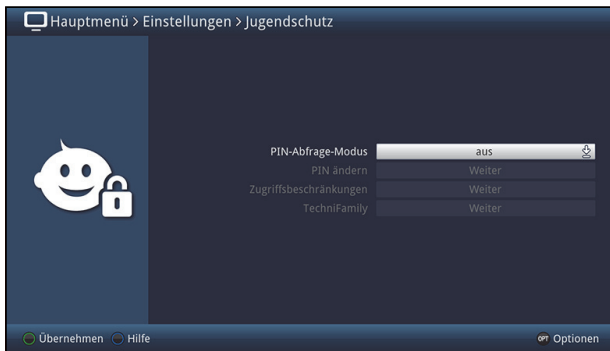 Hauptmenü > Einstellungen > Jugendschutz
PIN-Abfrage-Modus aus
PIN ändern Weiter
Zugriffsbeschränkungen Weiter
TechniFamily Weiter
Übernehmen Hilfe OPT Optionen